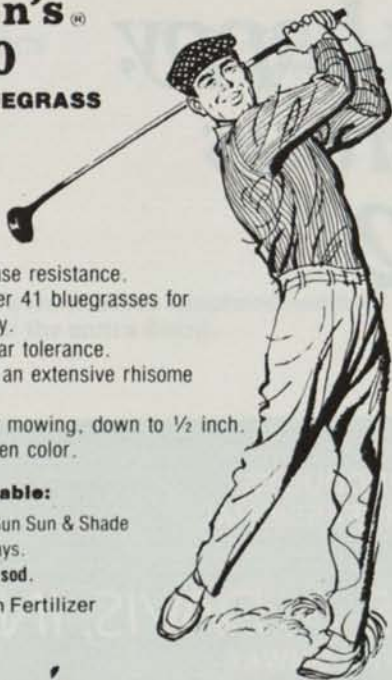 n's®
0
EGRASS
se resistance.
er 41 bluegrasses for
y.
ar tolerance.
an extensive rhisome
mowing, down to ½ inch.
en color.
able:
un Sun & Shade
ys.
sod.
n Fertilizer